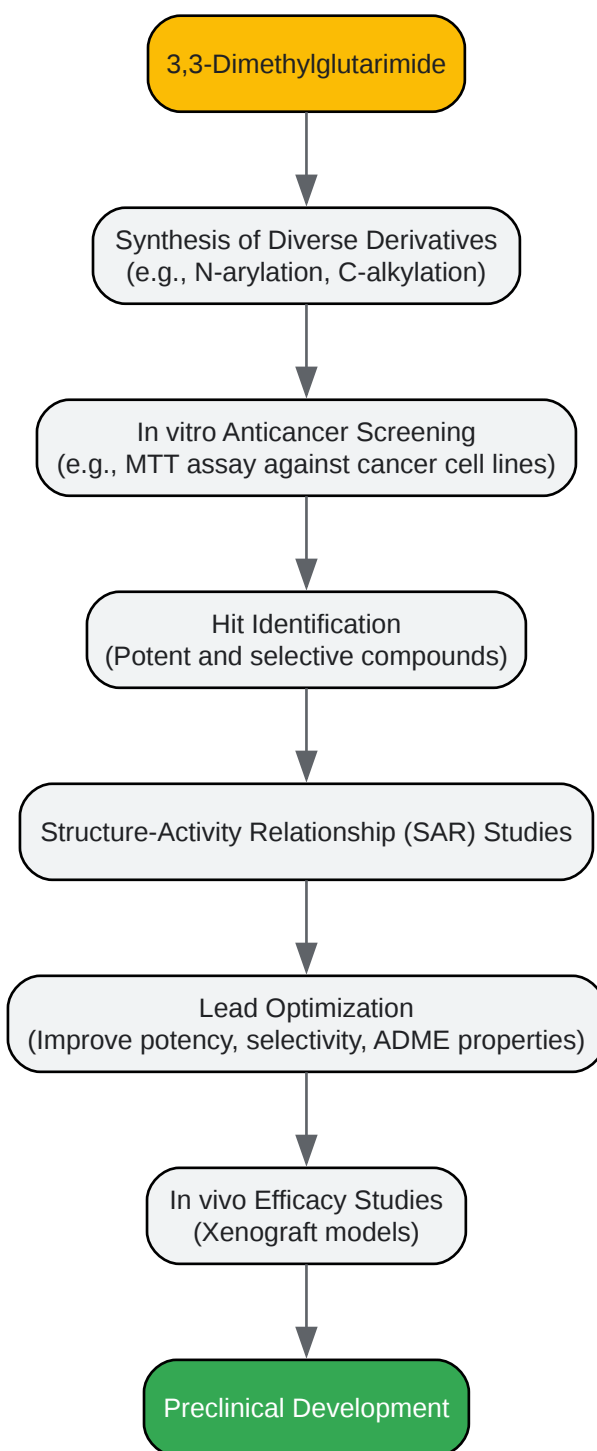 3,3-Dimethylglutarimide
Synthesis of Diverse Derivatives
(e.g., N-arylation, C-alkylation)
In vitro Anticancer Screening
(e.g., MTT assay against cancer cell lines)
Hit Identification
(Potent and selective compounds)
Structure-Activity Relationship (SAR) Studies
Lead Optimization
(Improve potency, selectivity, ADME properties)
In vivo Efficacy Studies
(Xenograft models)
Preclinical Development